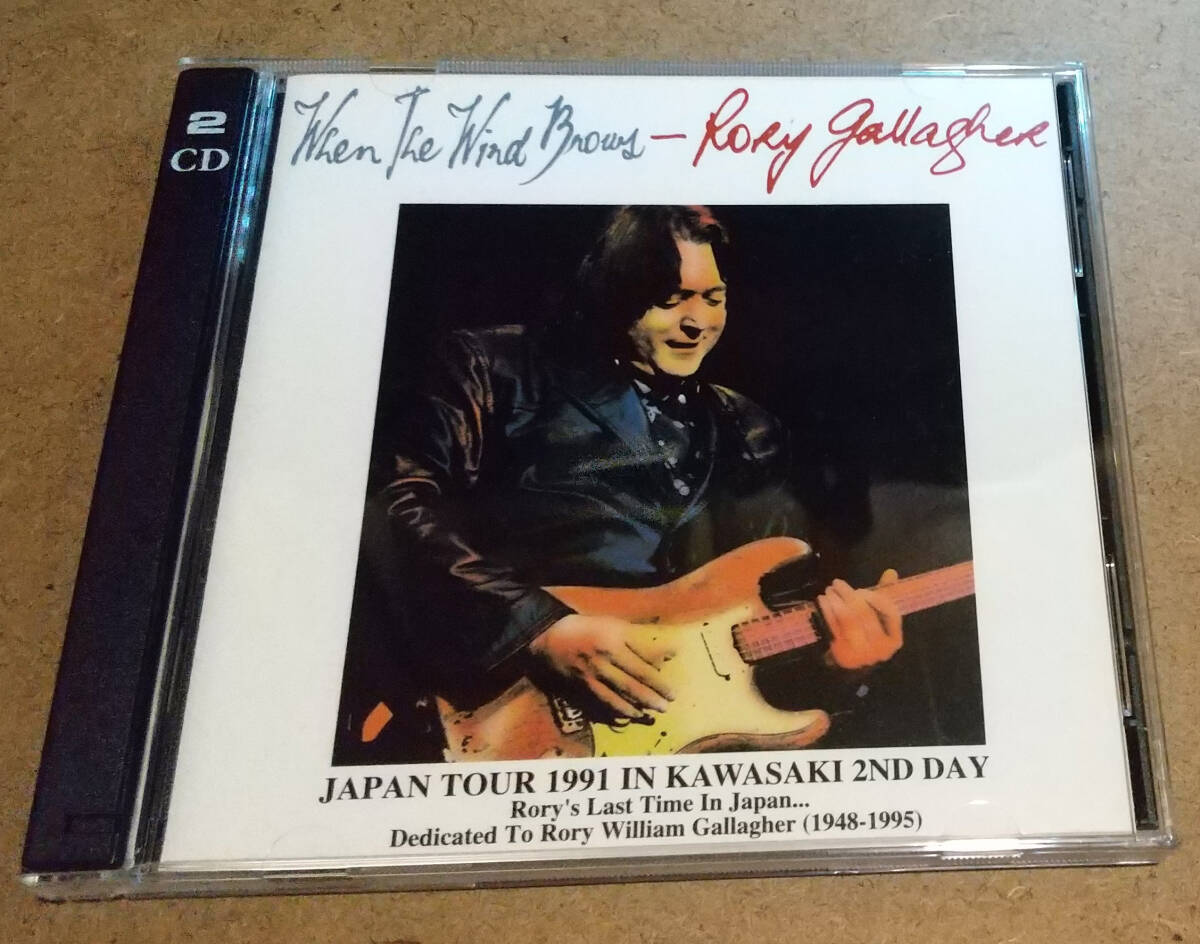 2
CD
When The Wind Brows – Rory Gallagher
JAPAN TOUR 1991 IN KAWASAKI 2ND DAY
Rory's Last Time In Japan...
Dedicated To Rory William Gallagher (1948-1995)